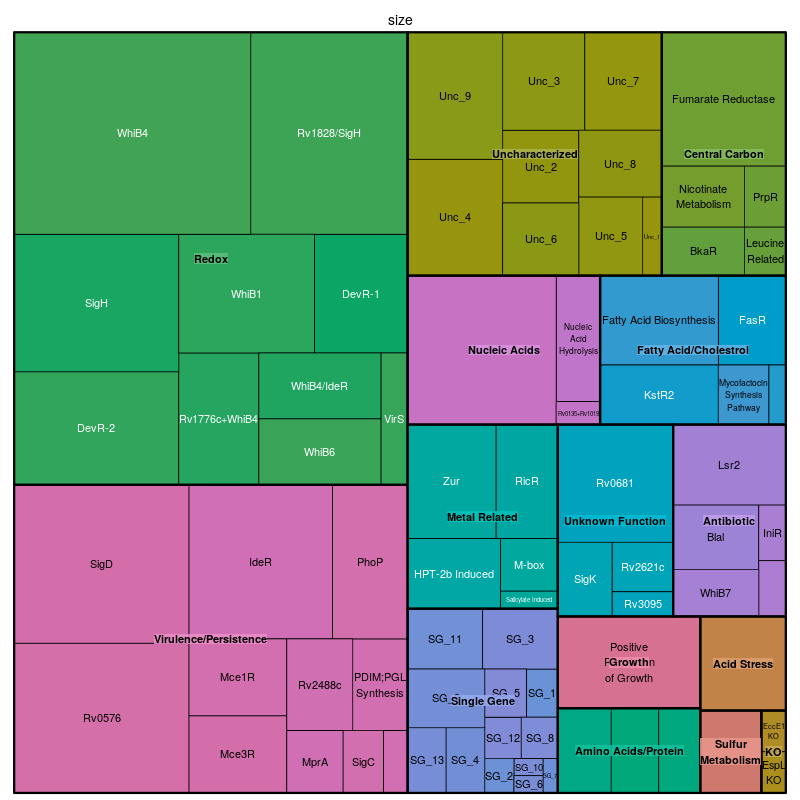 size
WhiB4
Rv1828/SigH
SigH
WhiB1
DevR-1
Redox
DevR-2
Rv1776c+WhiB4
WhiB4/IdeR
WhiB6
VirS
Unc_9
Unc_3
Unc_7
Uncharacterized
Unc_2
Unc_8
Unc_4
Unc_6
Unc_5
Fumarate Reductase
Central Carbon
Nicotinate
Metabolism
PrpR
BkaR
Leucine
Related
Nucleic Acids
Nucleic
Acid
Hydrolysis
Rv0135+Rv1019
Fatty Acid Biosynthesis
FasR
Fatty Acid/Cholestrol
KstR2
Mycofactocin
Synthesis
Pathway
SigD
IdeR
PhoP
Virulence/Persistence
Rv0576
Mce1R
Mce3R
Rv2488c
PDIM;PGL
Synthesis
MprA
SigC
Zur
RicR
Metal Related
HPT-2b Induced
M-box
Salicylate Induced
Rv0681
Unknown Function
SigK
Rv2621c
Rv3095
Lsr2
Antibiotic
BlaI
IniR
WhiB7
SG_11
SG_3
SG_5
SG_1
Single Gene
SG_12
SG_8
SG_13
SG_4
SG_2
SG_10
SG_6
Positive
Growth
of Growth
Acid Stress
Amino Acids/Protein
Sulfur
Metabolism
EccE1
KO
KO
EspL
KO